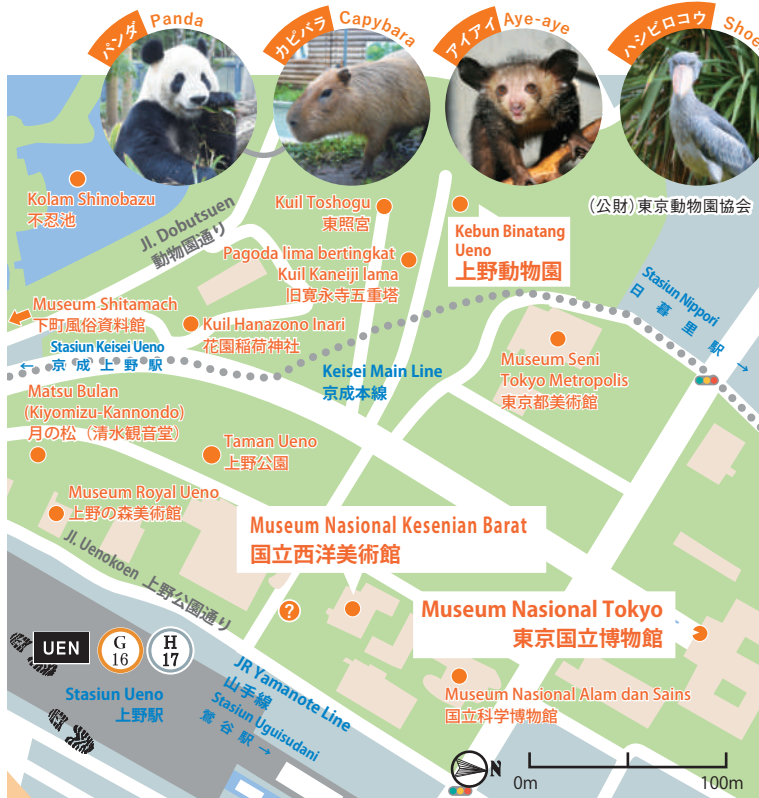 パンダ Panda
カピバラ Capybara
アイアイ Aye-aye
ハシビロコウ Shoe
(公財)東京動物園協会
Kolam Shinobazu
不忍池
Jl. Dobutsuen
動物園通り
Kuil Toshogu
東照宮
Kebun Binatang
Ueno
上野動物園
Pagoda lima bertingkat
Kuil Kaneiji lama
旧寛永寺五重塔
Stasiun Nippori
日暮里駅 →
Museum Shitamach
下町風俗資料館
Kuil Hanazono Inari
花園稲荷神社
Stasiun Keisei Ueno
← 京成上野駅
Keisei Main Line
京成本線
Museum Seni
Tokyo Metropolis
東京都美術館
Matsu Bulan
(Kiyomizu-Kannondo)
月の松（清水観音堂）
Taman Ueno
上野公園
Museum Royal Ueno
上野の森美術館
Museum Nasional Kesenian Barat
国立西洋美術館
Jl. Uenokoen 上野公園通り
?
Museum Nasional Tokyo
東京国立博物館
UEN
G
16
H
17
Stasiun Ueno
上野駅
JR Yamanote Line
山手線
Stasiun Uguisudani
鶯谷駅 →
Museum Nasional Alam dan Sains
国立科学博物館
N
0m
100m